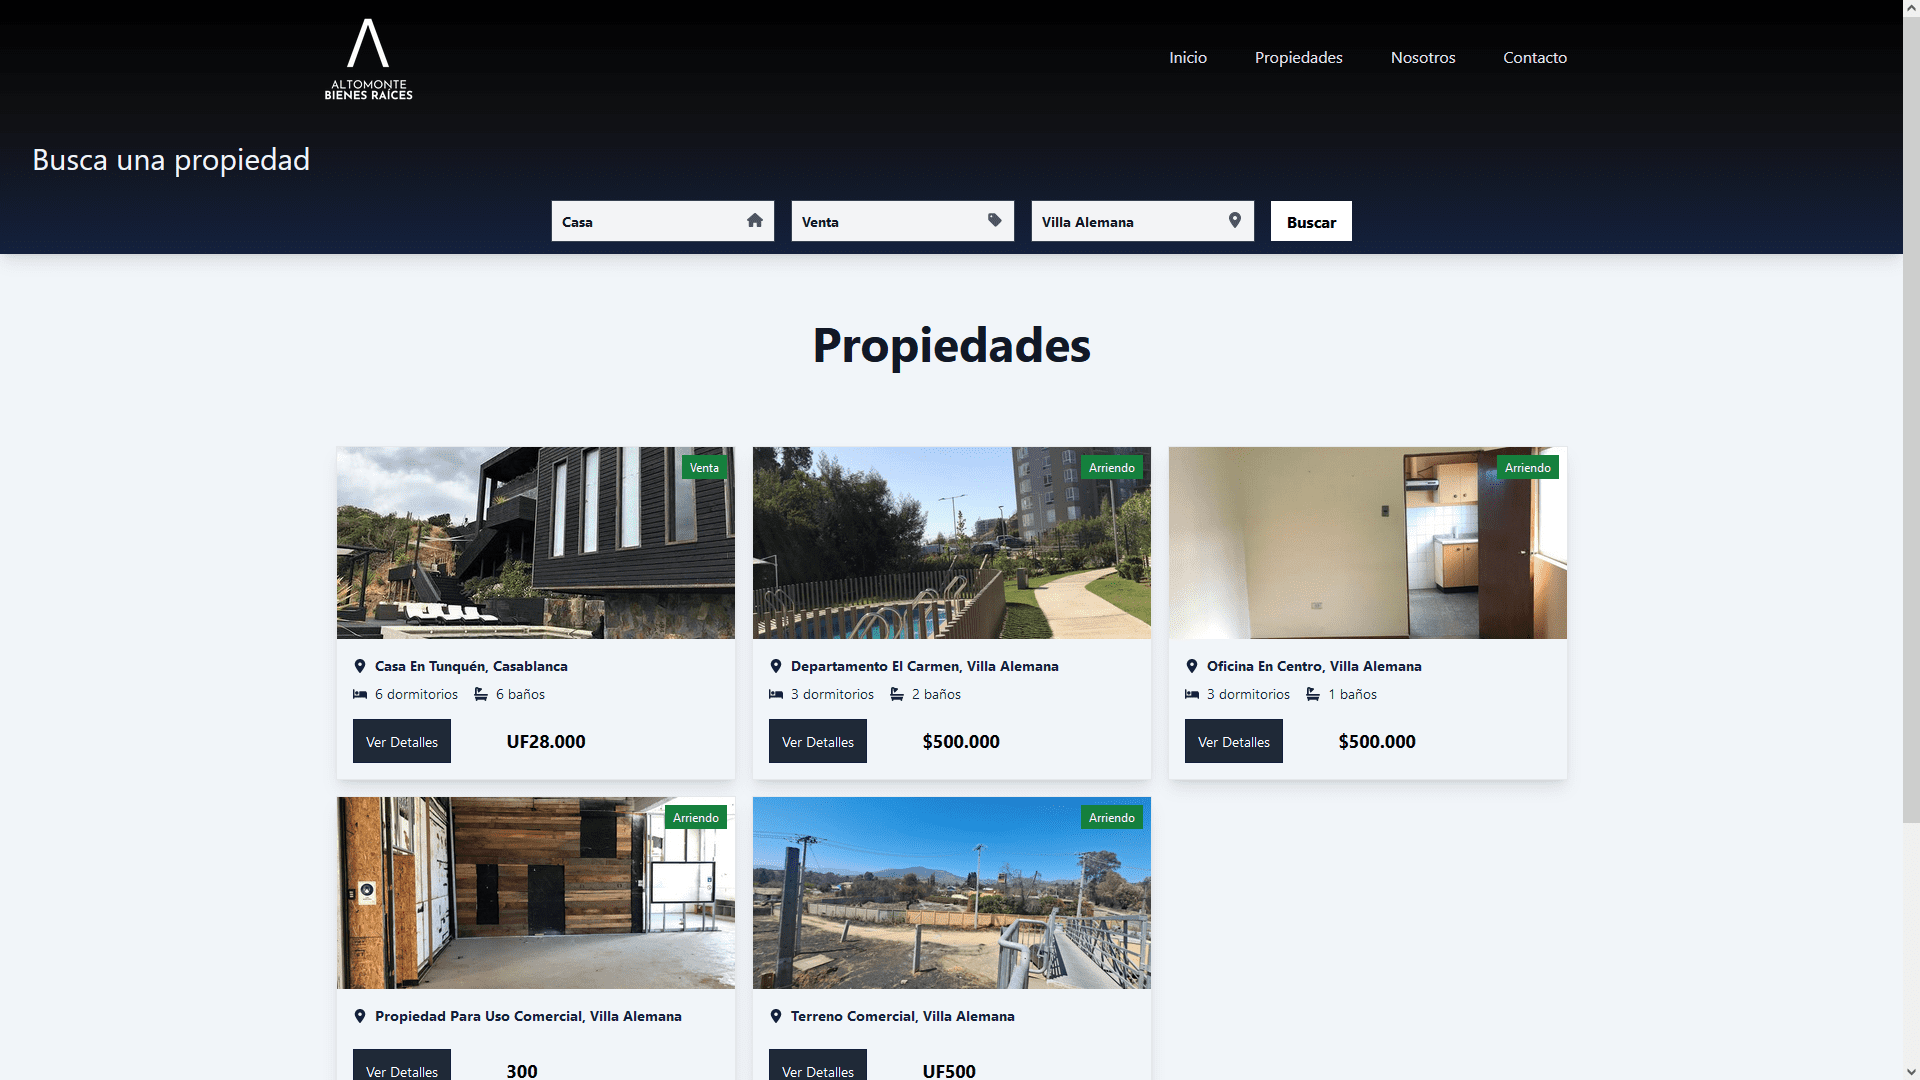 ALTOMONTE
BIENES RAÍCES
Inicio
Propiedades
Nosotros
Contacto
Busca una propiedad
Casa
Venta
Villa Alemana
Buscar
Propiedades
Venta
Casa En Tunquén, Casablanca
6 dormitorios
6 baños
Ver Detalles
UF28.000
Arriendo
Departamento El Carmen, Villa Alemana
3 dormitorios
2 baños
Ver Detalles
$500.000
Arriendo
Oficina En Centro, Villa Alemana
3 dormitorios
1 baños
Ver Detalles
$500.000
Arriendo
Propiedad Para Uso Comercial, Villa Alemana
Ver Detalles
300
Arriendo
Terreno Comercial, Villa Alemana
Ver Detalles
UF500